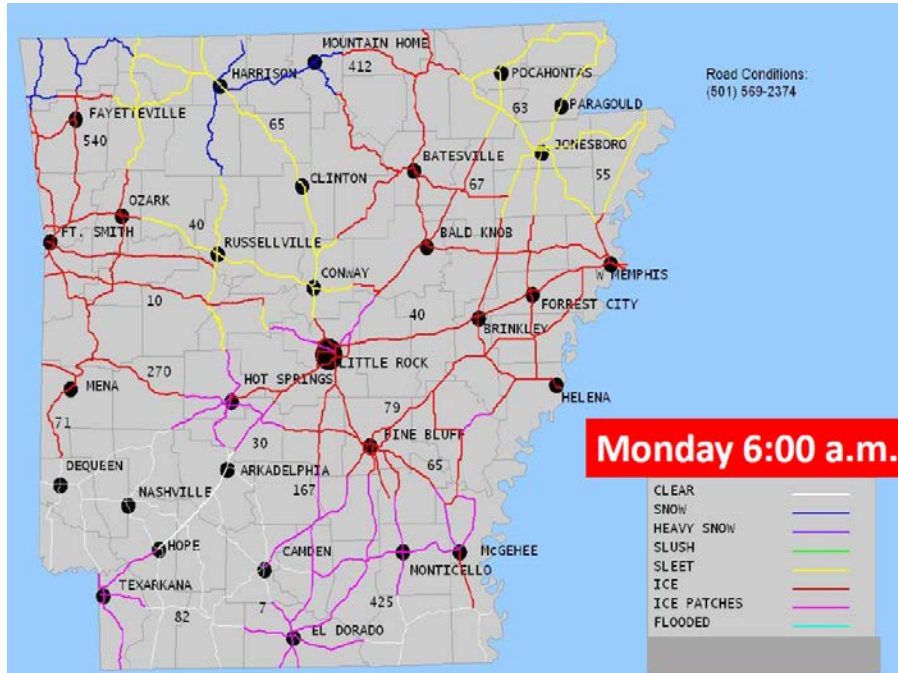 MOUNTAIN HOME
412
HARRISON
POCAHONTAS
Road Conditions:
(501) 569-2374
FAYETTEVILLE
540
65
63
PARAGOULD
JONESBORO
BATESVILLE
67
55
CLINTON
OZARK
40
FT. SMITH
RUSSELLVILLE
BALD KNOB
W MEMPHIS
CONWAY
10
40
FORREST CITY
BRINKLEY
LITTLE ROCK
270
HOT SPRINGS
MENA
HELENA
79
71
30
PINE BLUFF
65
Monday 6:00 a.m.
DEQUEEN
ARKADELPHIA
167
NASHVILLE
HOPE
CAMDEN
MONTICELLO
McGEHEE
TEXARKANA
7
425
82
EL DORADO
CLEAR
SNOW
HEAVY SNOW
SLUSH
SLEET
ICE
ICE PATCHES
FLOODED